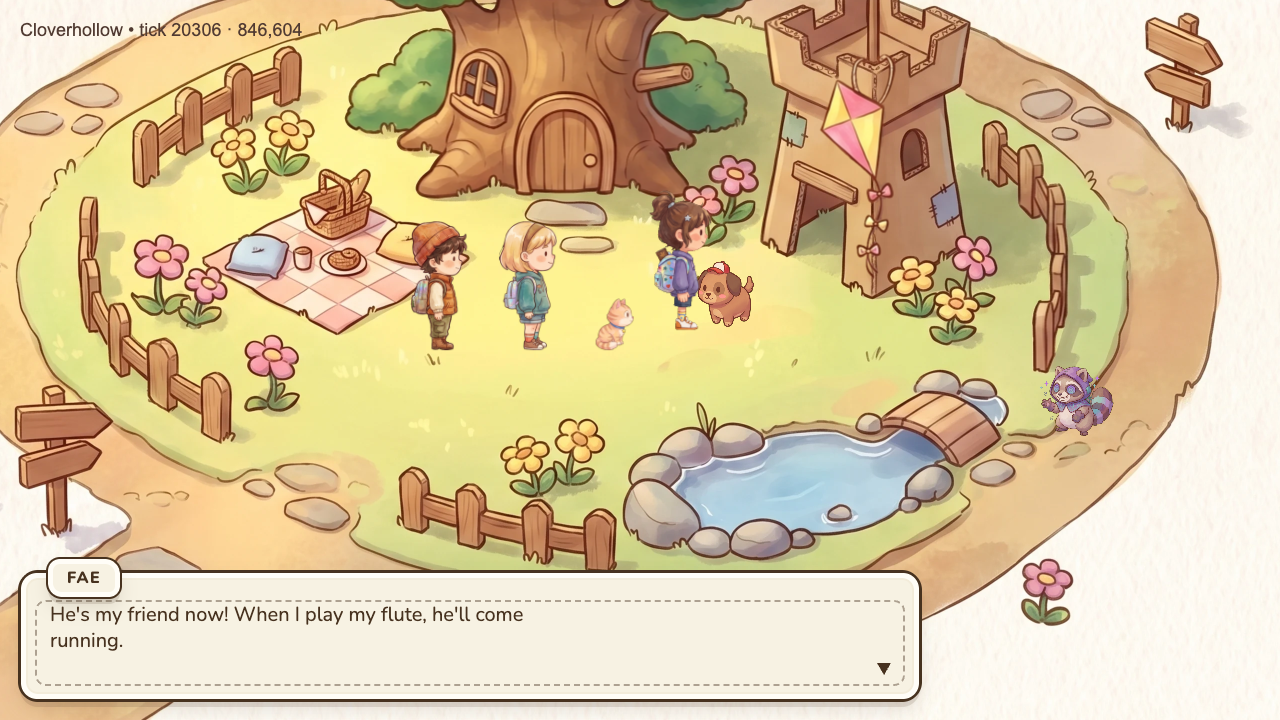 Cloverhollow • tick 20306 · 846,604
FAE
He's my friend now! When I play my flute, he'll come
running.